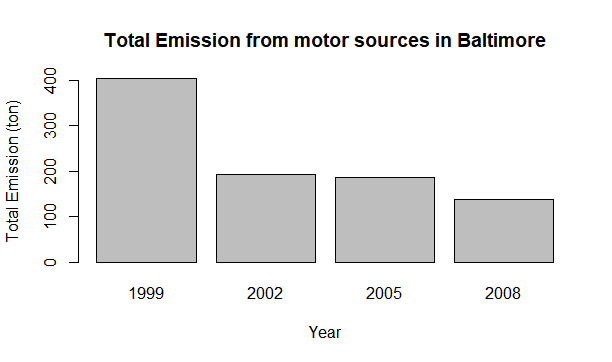 Total Emission from motor sources in Baltimore
Total Emission (ton)
400
300
200
100
0
1999 2002 2005 2008
Year